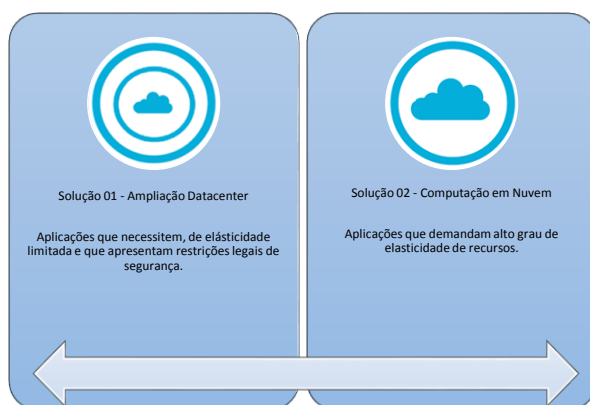 Solução 01 - Ampliação Datacenter
Aplicações que necessitem, de elásticidade
limitada e que apresentam restrições legais de
segurança.
Solução 02 - Computação em Nuvem
Aplicações que demandam alto grau de
elasticidade de recursos.